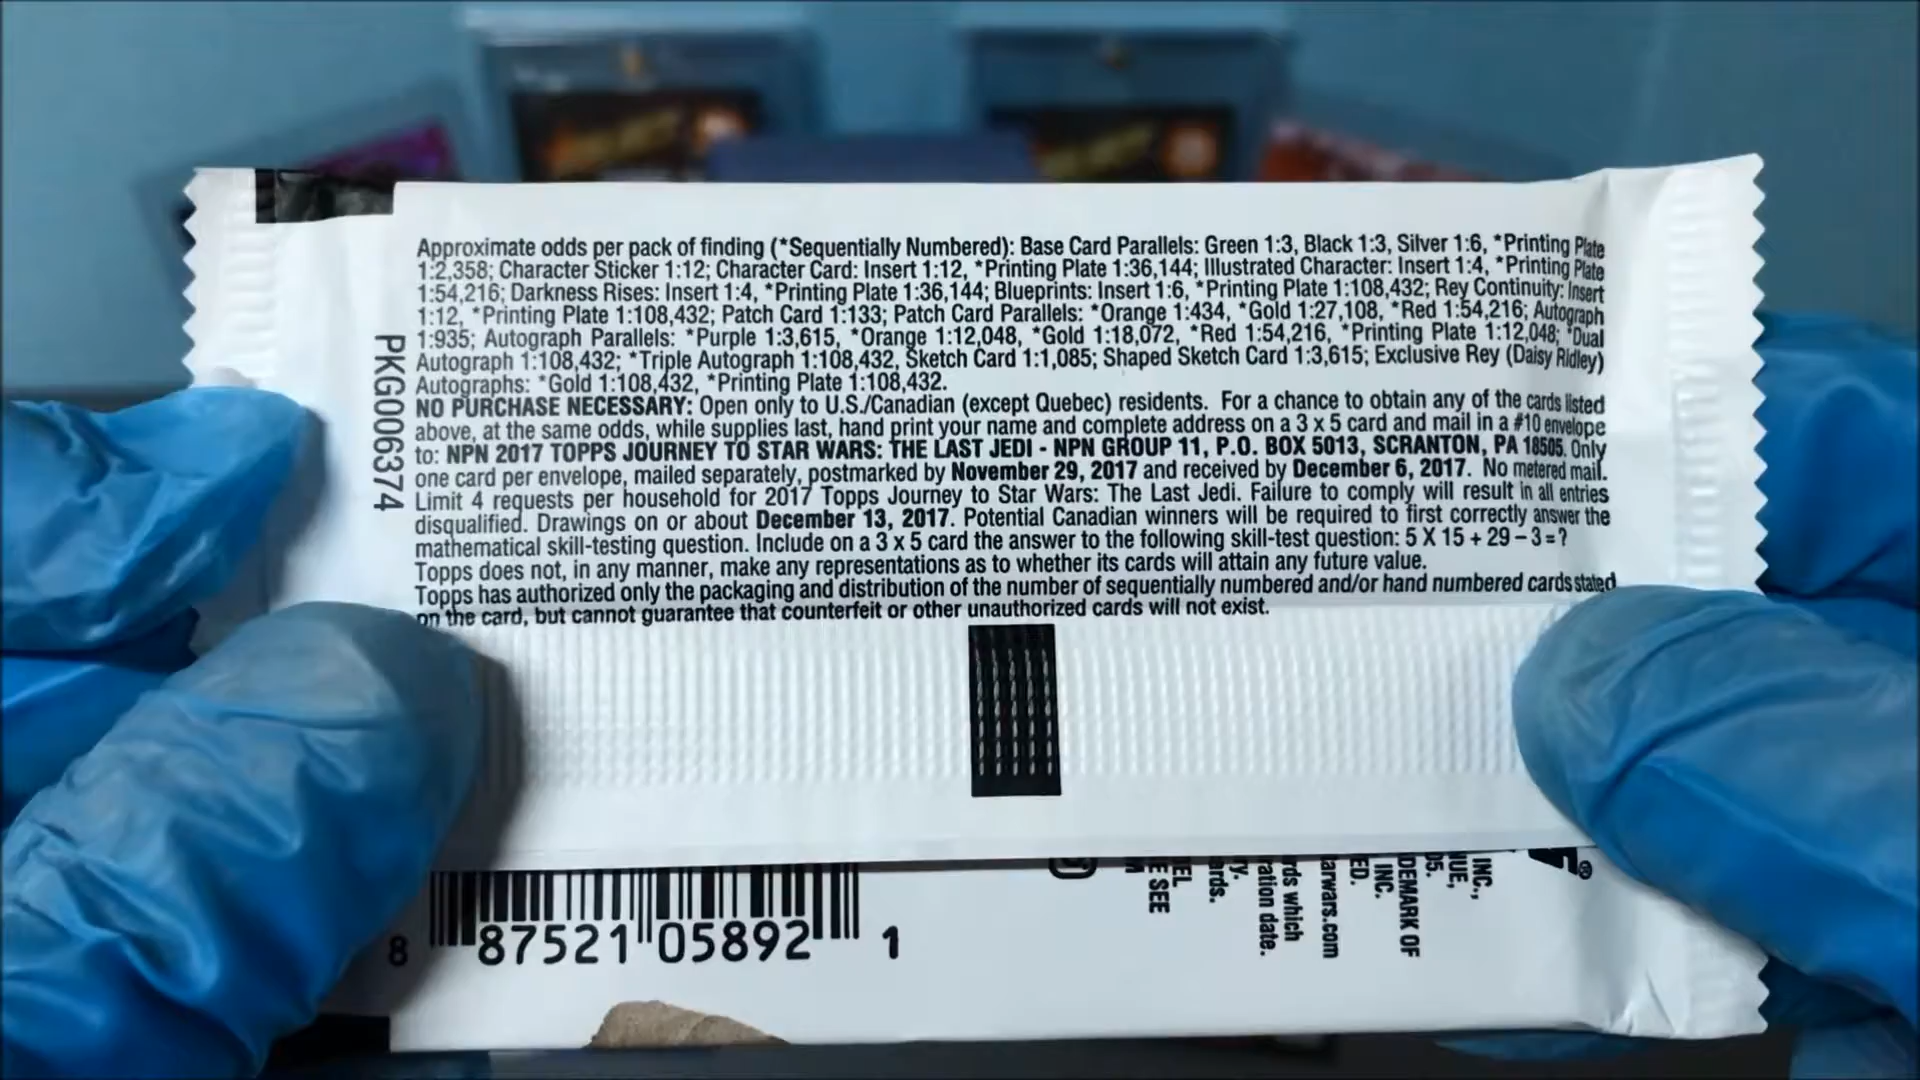 Approximate odds per pack of finding (*Sequentially Numbered): Base Card Parallels: Green 1:3, Black 1:3, Silver 1:6, *Printing Plate
1:2,358; Character Sticker 1:12; Character Card: Insert 1:12, *Printing Plate 1:36,144; Illustrated Character: Insert 1:4, *Printing Plate
1:54,216; Darkness Rises: Insert 1:4, *Printing Plate 1:36,144; Blueprints: Insert 1:6, *Printing Plate 1:108,432; Rey Continuity: Insert
1:12, *Printing Plate 1:108,432; Patch Card 1:133; Patch Card Parallels: *Orange 1:434, *Gold 1:27,108, *Red 1:54,216; Autograph
1:935; Autograph Parallels: *Purple 1:3,615, *Orange 1:12,048, *Gold 1:18,072, *Red 1:54,216, *Printing Plate 1:12,048; *Dual
Autograph 1:108,432; *Triple Autograph 1:108,432, Sketch Card 1:1,085; Shaped Sketch Card 1:3,615; Exclusive Rey (Daisy Ridley)
Autographs: *Gold 1:108,432, *Printing Plate 1:108,432.
NO PURCHASE NECESSARY: Open only to U.S./Canadian (except Quebec) residents. For a chance to obtain any of the cards listed
above, at the same odds, while supplies last, hand print your name and complete address on a 3 x 5 card and mail in a #10 envelope
to: NPN 2017 TOPPS JOURNEY TO STAR WARS: THE LAST JEDI - NPN GROUP 11, P.O. BOX 5013, SCRANTON, PA 18505. Only
one card per envelope, mailed separately, postmarked by November 29, 2017 and received by December 6, 2017. No metered mail.
Limit 4 requests per household for 2017 Topps Journey to Star Wars: The Last Jedi. Failure to comply will result in all entries
disqualified. Drawings on or about December 13, 2017. Potential Canadian winners will be required to first correctly answer the
mathematical skill-testing question. Include on a 3 x 5 card the answer to the following skill-test question: 5 X 15 + 29 – 3 = ?
Topps does not, in any manner, make any representations as to whether its cards will attain any future value.
Topps has authorized only the packaging and distribution of the number of sequentially numbered and/or hand numbered cards stated
on the card, but cannot guarantee that counterfeit or other unauthorized cards will not exist.
PKG006374
8 87521 05892 1
INC.,
UE,
05.
DEMARK OF
INC.
ED.
arwars.com
rds which
ration date.
ry.
ards.
EL
E SEE